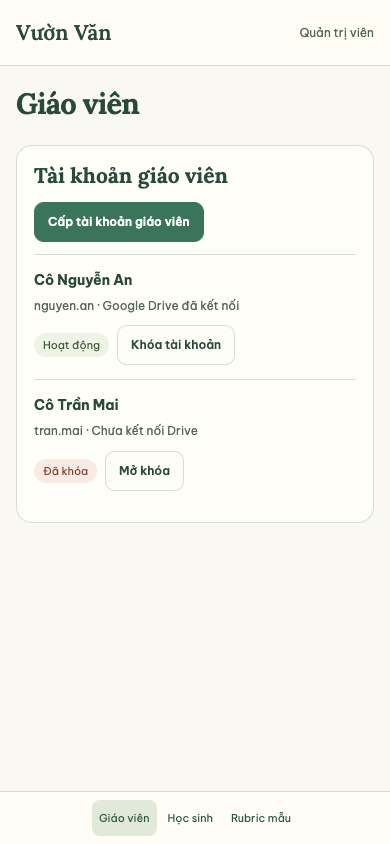 Vườn Văn
Quản trị viên
Giáo viên
Tài khoản giáo viên
Cấp tài khoản giáo viên
Cô Nguyễn An
nguyen.an · Google Drive đã kết nối
Hoạt động
Khóa tài khoản
Cô Trần Mai
tran.mai · Chưa kết nối Drive
Đã khóa
Mở khóa
Giáo viên
Học sinh
Rubric mẫu